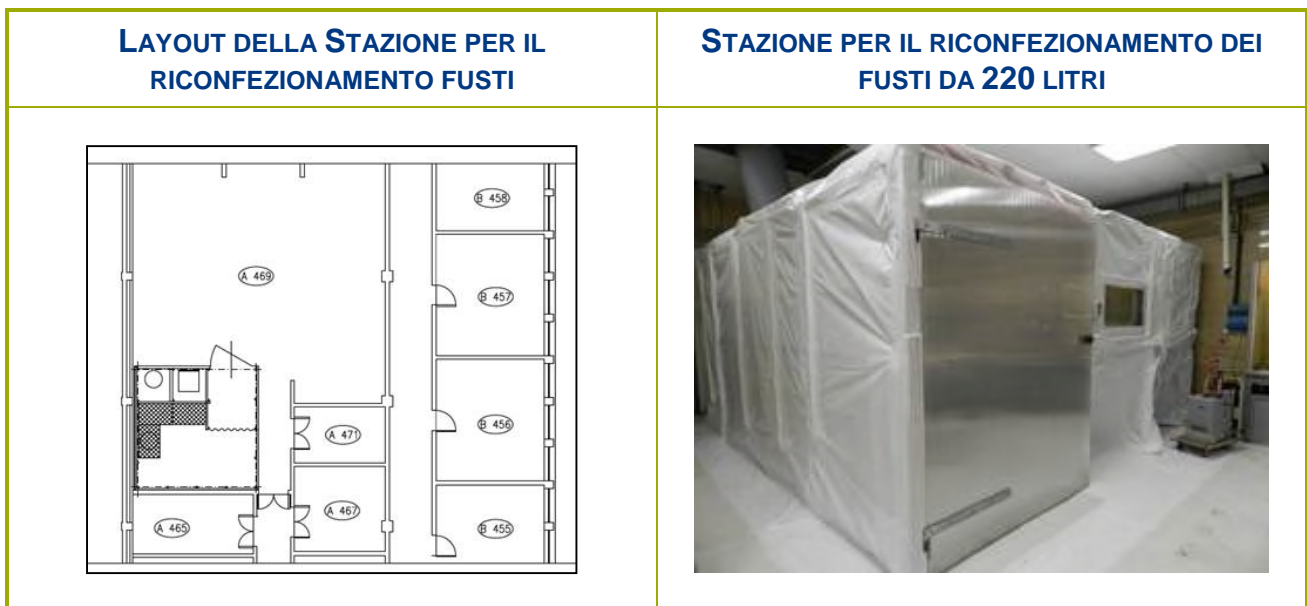 LAYOUT DELLA STAZIONE PER IL
RICONFEZIONAMENTO FUSTI
STAZIONE PER IL RICONFEZIONAMENTO DEI
FUSTI DA 220 LITRI
B 458
A 469
B 457
B 456
A 471
A 467
A 465
B 455